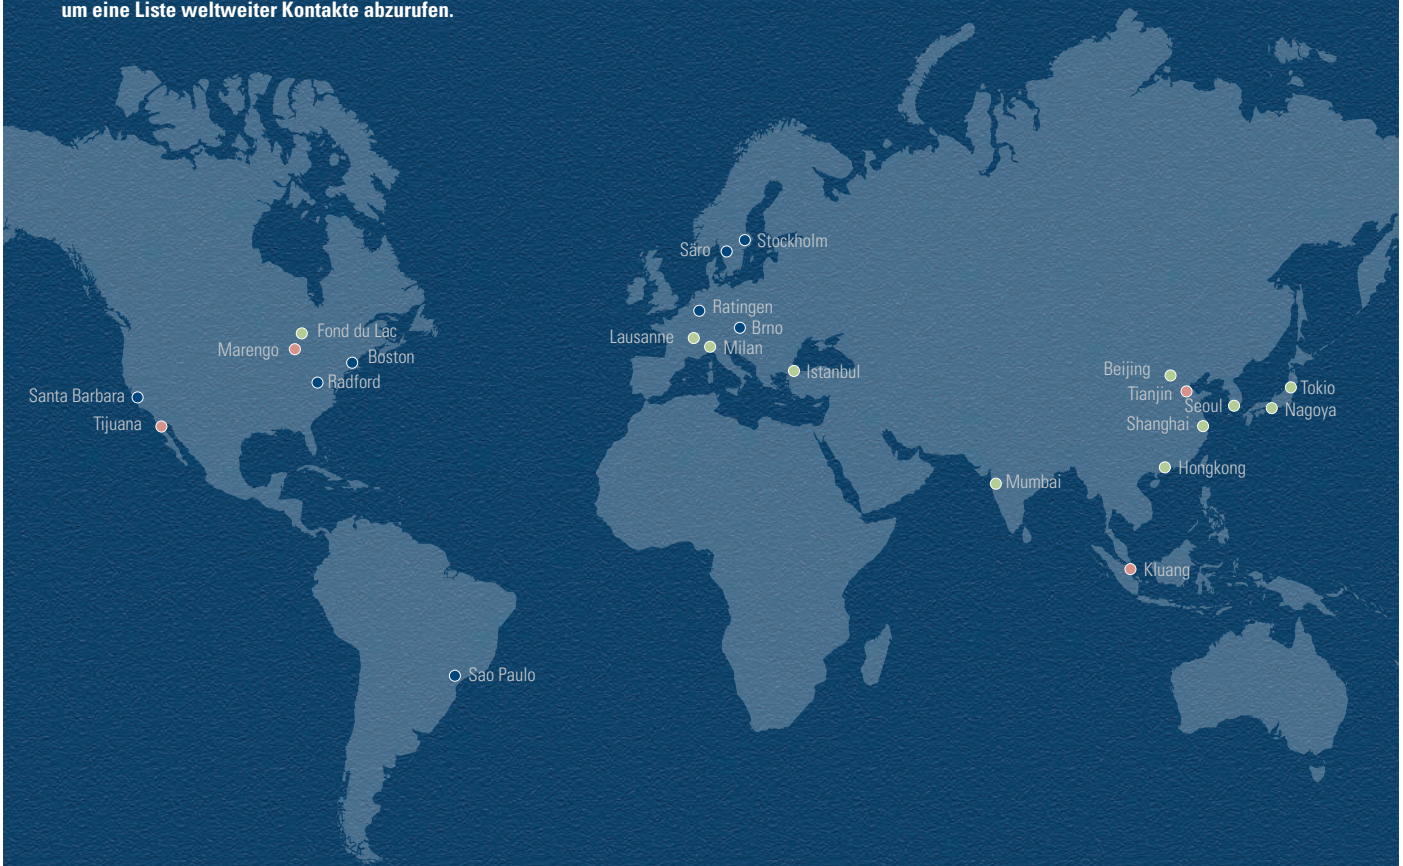 um eine Liste weltweiter Kontakte abzurufen.
Stockholm
Säro
Ratingen
Brno
Lausanne
Milan
Istanbul
Fond du Lac
Marengo
Boston
Radford
Santa Barbara
Tijuana
Beijing
Tianjin
Tokio
Seoul
Nagoya
Shanghai
Hongkong
Mumbai
Kluang
Sao Paulo